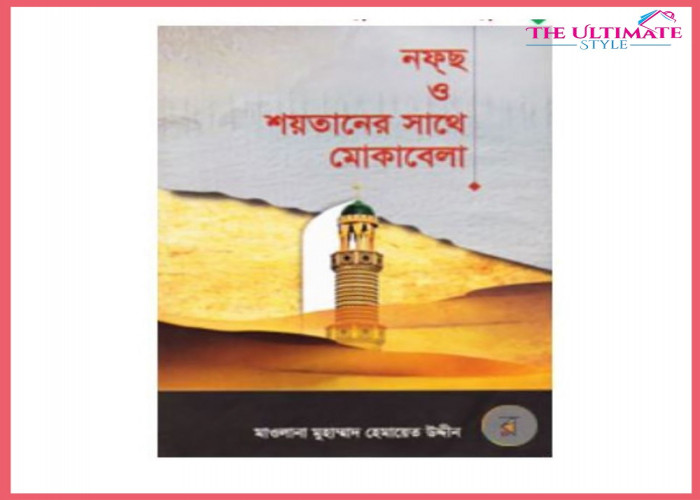 THE ULTIMATE
STYLE
নফ্ছ
ও
শয়তানের সাথে
মোকাবেলা
মাওলানা মুহাম্মাদ হেমায়েত উদ্দীন
র